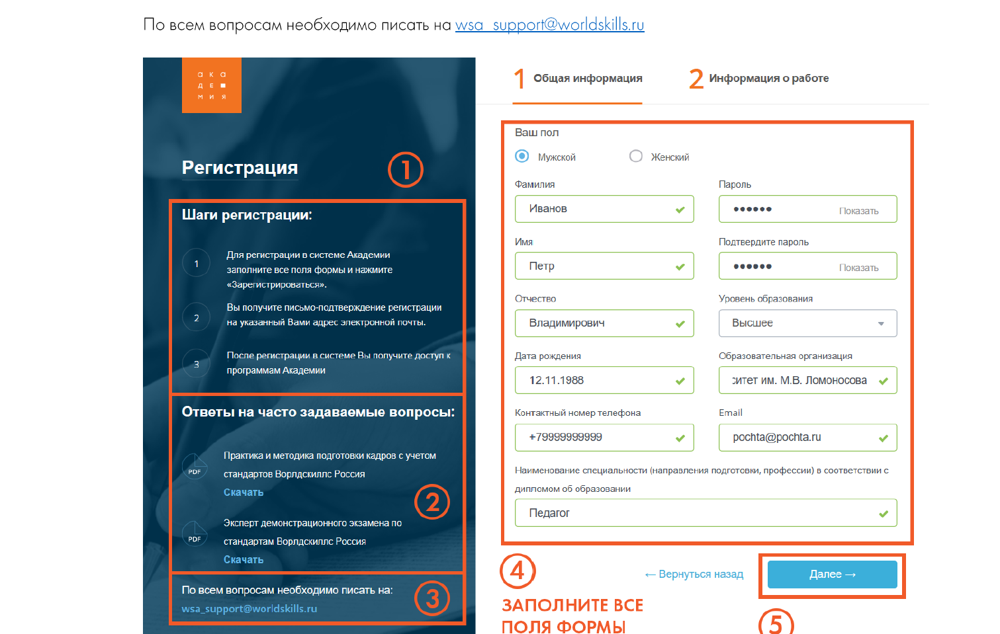 По всем вопросам необходимо писать на wsa_support@worldskills.ru
а к а
д е
м и я
Регистрация
1
Шаги регистрации:
1
Для регистрации в системе Академии
заполните все поля формы и нажмите
«Зарегистрироваться».
2
Вы получите письмо-подтверждение регистрации
на указанный Вами адрес электронной почты.
3
После регистрации в системе Вы получите доступ к
программам Академии
Ответы на часто задаваемые вопросы:
PDF
Практика и методика подготовки кадров с учетом
стандартов Ворлдскиллс Россия
Скачать
2
PDF
Эксперт демонстрационного экзамена по
стандартам Ворлдскиллс Россия
Скачать
По всем вопросам необходимо писать на:
wsa_support@worldskills.ru
3
1 Общая информация
2 Информация о работе
Ваш пол
Мужской Женский
Фамилия Пароль
Иванов •••••• Показать
Имя Подтвердите пароль
Петр •••••• Показать
Отчество Уровень образования
Владимирович Высшее
Дата рождения Образовательная организация
12.11.1988 ситет им. М.В. Ломоносова
Контактный номер телефона Email
+79999999999 pochta@pochta.ru
Наименование специальности (направления подготовки, профессии) в соответствии с
дипломом об образовании
Педагог
4
← Вернуться назад Далее →
ЗАПОЛНИТЕ ВСЕ
ПОЛЯ ФОРМЫ
5